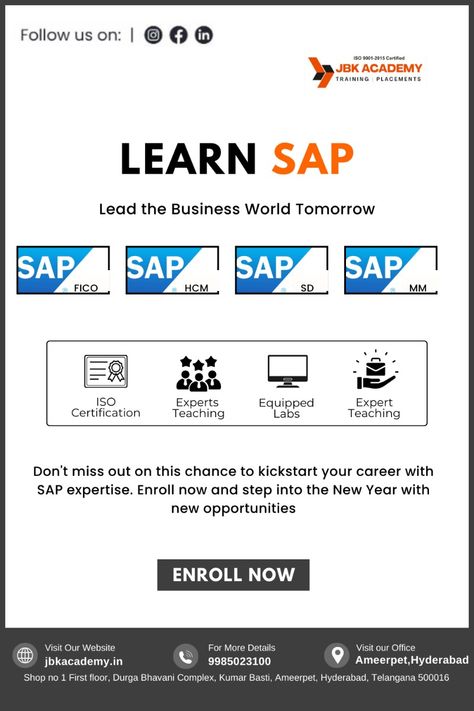 Follow us on: |
ISO 9001-2015 Certified
JBK ACADEMY
TRAINING | PLACEMENTS
LEARN SAP
Lead the Business World Tomorrow
SAP FICO
SAP HCM
SAP SD
SAP MM
ISO Certification
Experts Teaching
Equipped Labs
Expert Teaching
Don't miss out on this chance to kickstart your career with
SAP expertise. Enroll now and step into the New Year with
new opportunities
ENROLL NOW
Visit Our Website
jbkacademy.in
For More Details
9985023100
Visit our Office
Ameerpet,Hyderabad
Shop no 1 First floor, Durga Bhavani Complex, Kumar Basti, Ameerpet, Hyderabad, Telangana 500016